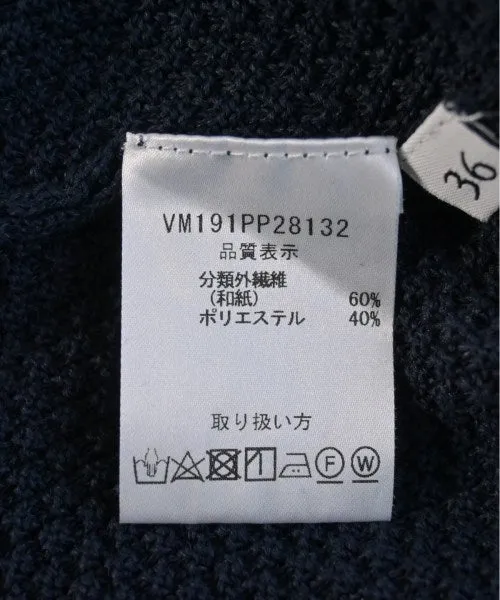 VM191PP28132
品質表示
分類外繊維
(和紙) 60%
ポリエステル 40%
取り扱い方
F W
36